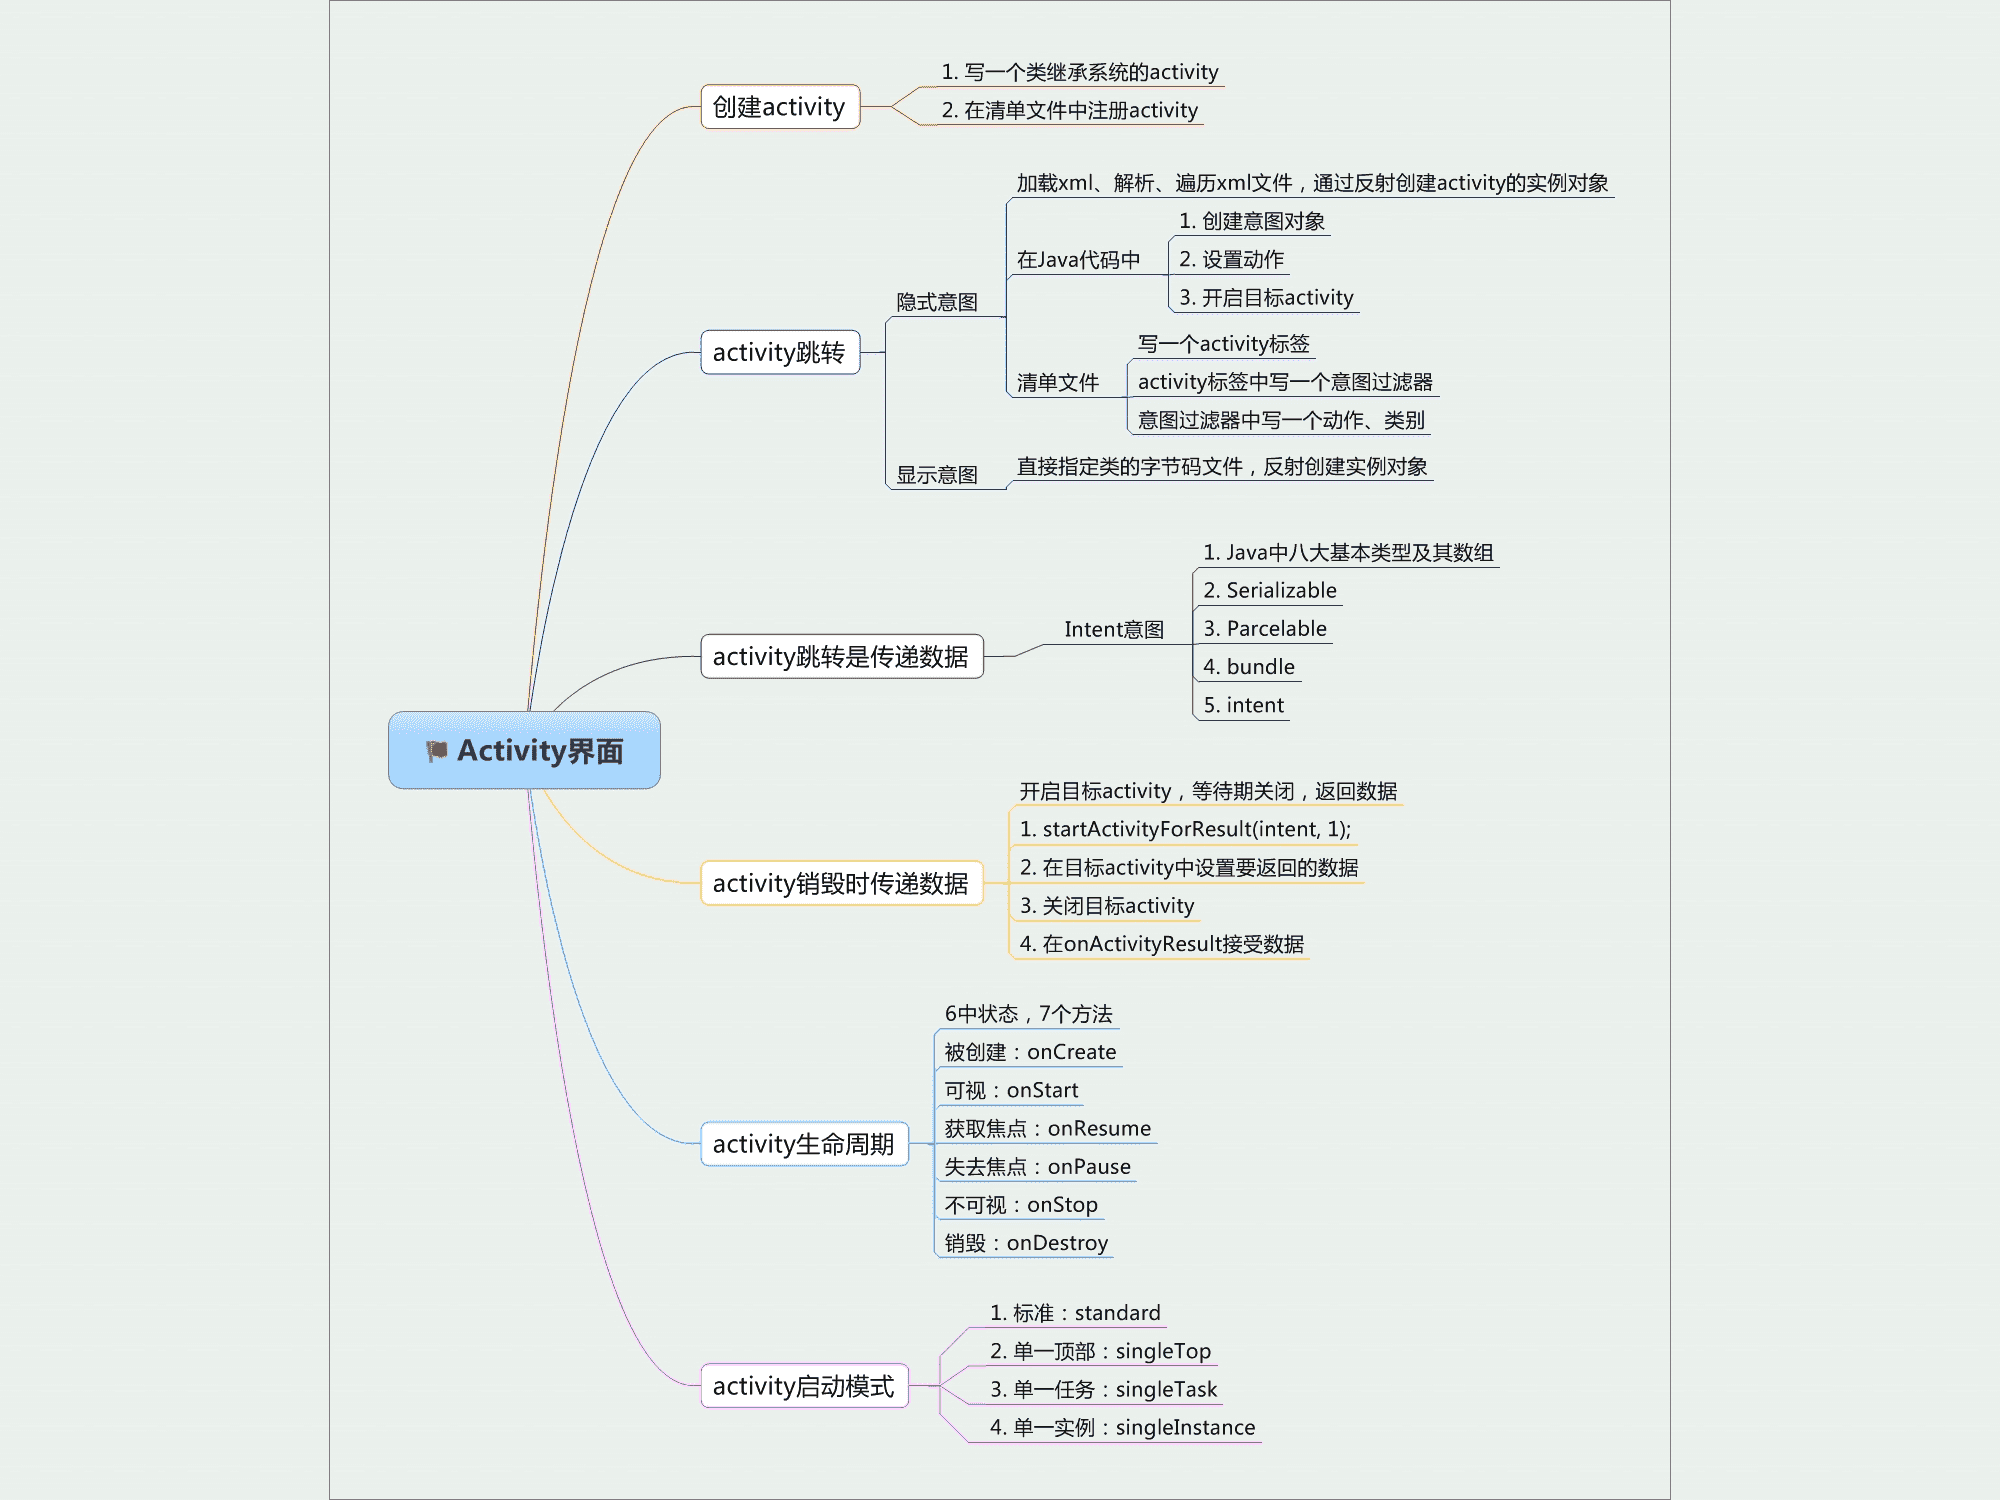 创建activity
1. 写一个类继承系统的activity
2. 在清单文件中注册activity
activity跳转
隐式意图
加载xml、解析、遍历xml文件，通过反射创建activity的实例对象
在Java代码中
1. 创建意图对象
2. 设置动作
3. 开启目标activity
清单文件
写一个activity标签
activity标签中写一个意图过滤器
意图过滤器中写一个动作、类别
显示意图
直接指定类的字节码文件，反射创建实例对象
activity跳转是传递数据
Intent意图
1. Java中八大基本类型及其数组
2. Serializable
3. Parcelable
4. bundle
5. intent
Activity界面
activity销毁时传递数据
开启目标activity，等待期关闭，返回数据
1. startActivityForResult(intent, 1);
2. 在目标activity中设置要返回的数据
3. 关闭目标activity
4. 在onActivityResult接受数据
activity生命周期
6中状态，7个方法
被创建：onCreate
可视：onStart
获取焦点：onResume
失去焦点：onPause
不可视：onStop
销毁：onDestroy
activity启动模式
1. 标准：standard
2. 单一顶部：singleTop
3. 单一任务：singleTask
4. 单一实例：singleInstance